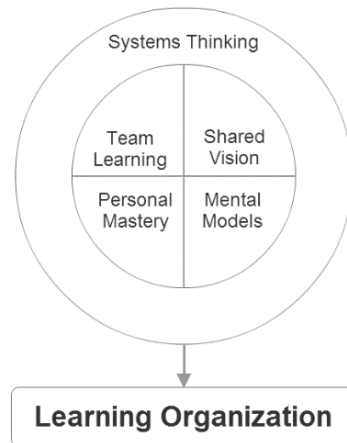 Systems Thinking
Team
Learning
Shared
Vision
Personal
Mastery
Mental
Models
Learning Organization